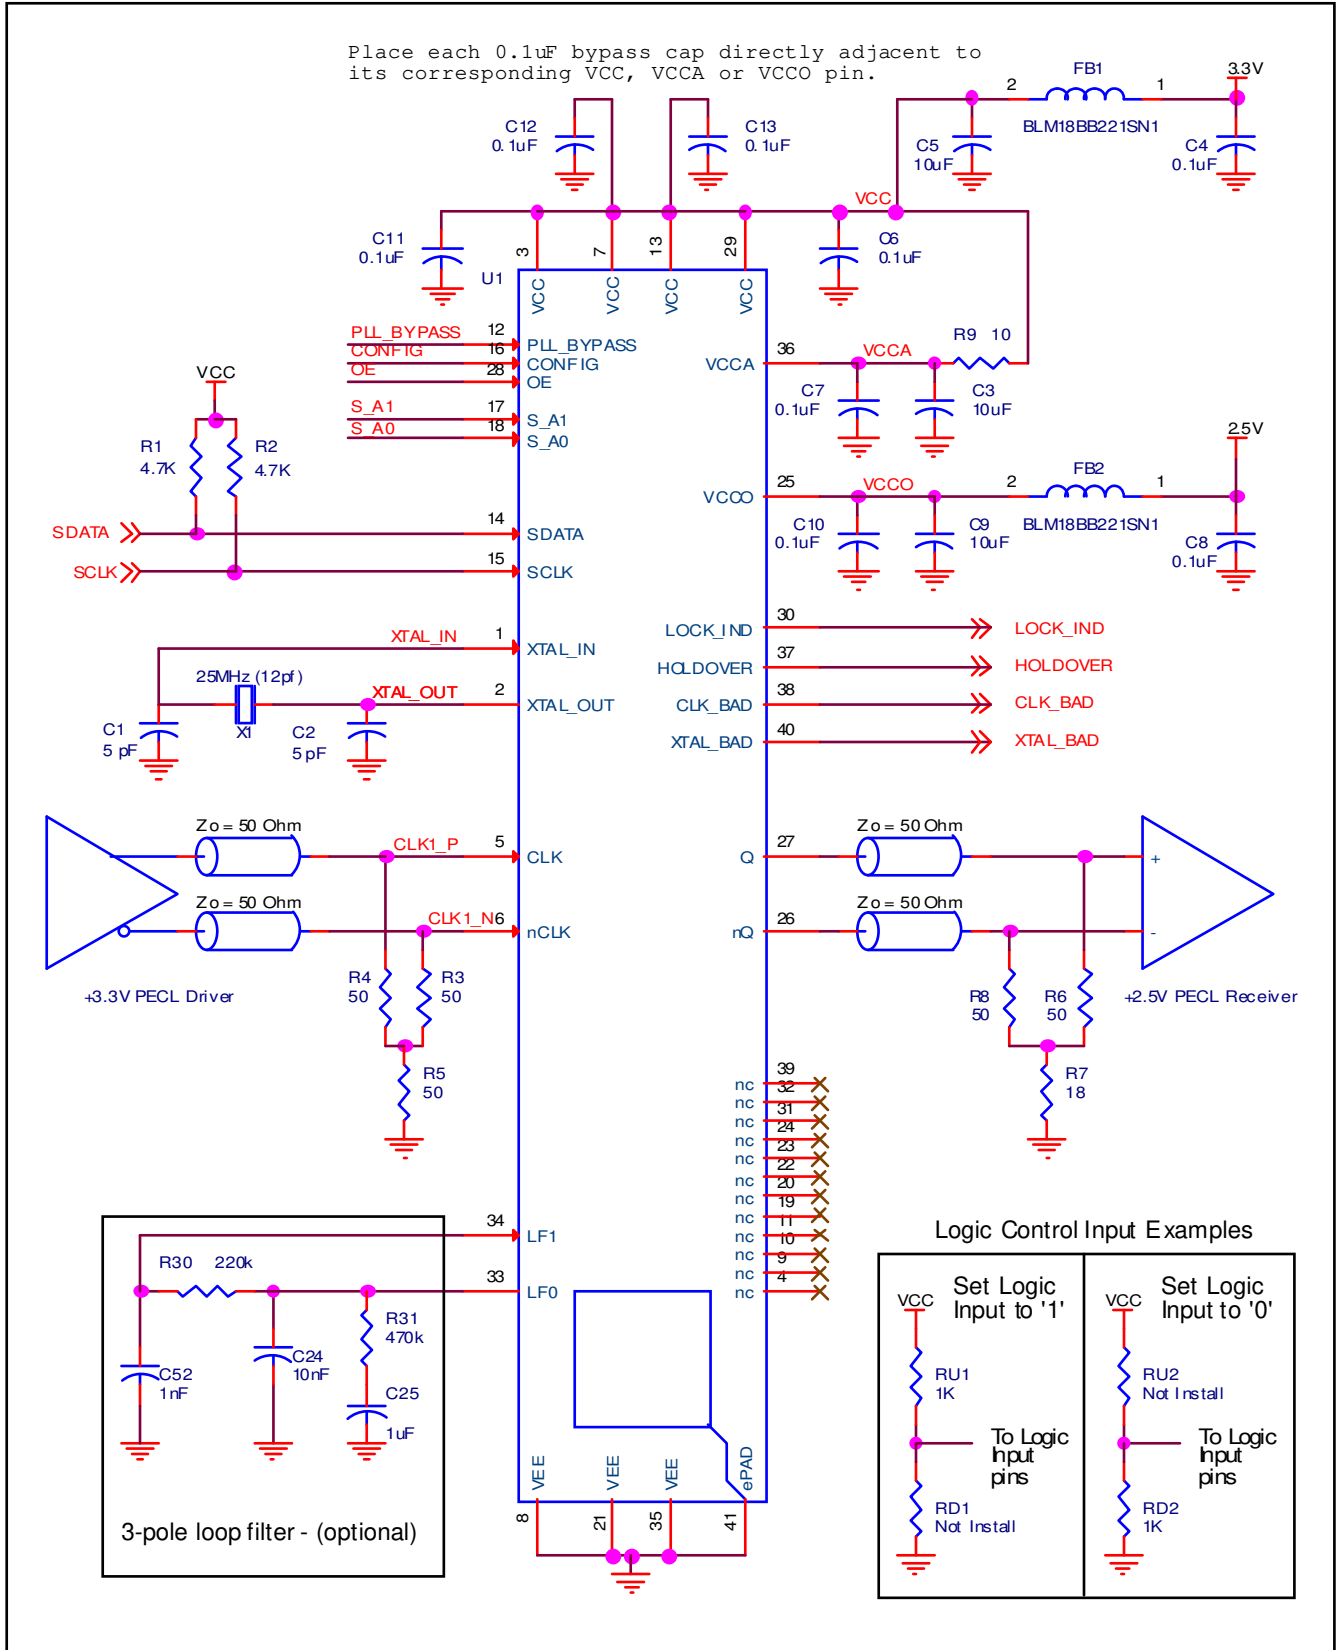 Place each 0.1uF bypass cap directly adjacent to
its corresponding VCC, VCCA or VCCO pin.
FB1
2
1
3.3V
BLM18BB221SN1
C5
10uF
C4
0.1uF
C12
0.1uF
C13
0.1uF
VCC
C11
0.1uF
C6
0.1uF
3
7
13
29
U1
VCC
VCC
VCC
VCC
PLL_BYPASS
12
PLL_BYPASS
CONFIG
16
CONFIG
OE
28
OE
S_A1
17
S_A1
S_A0
18
S_A0
VCCA
36
VCCA
R9 10
C7
0.1uF
C3
10uF
VCC
R1
4.7K
R2
4.7K
2.5V
VCCO
25
VCCO
2
FB2
1
BLM18BB221SN1
C10
0.1uF
C9
10uF
C8
0.1uF
SDATA
14
SDATA
SCLK
15
SCLK
XTAL_IN
1
XTAL_IN
25MHz (12pf)
XTAL_OUT
2
XTAL_OUT
X1
C1
5 pF
C2
5 pF
LOCK_IND
30
LOCK_IND
HOLDOVER
37
HOLDOVER
CLK_BAD
38
CLK_BAD
XTAL_BAD
40
XTAL_BAD
Zo = 50 Ohm
CLK1_P
5
CLK
Q
27
Zo = 50 Ohm
+
Zo = 50 Ohm
CLK1_N
6
nCLK
nQ
26
Zo = 50 Ohm
-
+3.3V PECL Driver
R4
50
R3
50
R5
50
R8
50
R6
50
R7
18
+2.5V PECL Receiver
nc
39
nc
32
nc
31
nc
24
nc
23
nc
22
nc
20
nc
19
nc
11
nc
10
nc
9
nc
4
34
LF1
33
LF0
R30 220k
R31
470k
C52
1nF
C24
10nF
C25
1uF
3-pole loop filter - (optional)
VEE
VEE
VEE
ePAD
8
21
35
41
Logic Control Input Examples
Set Logic
Input to '1'
VCC
RU1
1K
To Logic
Input
pins
RD1
Not Install
Set Logic
Input to '0'
VCC
RU2
Not Install
To Logic
Input
pins
RD2
1K